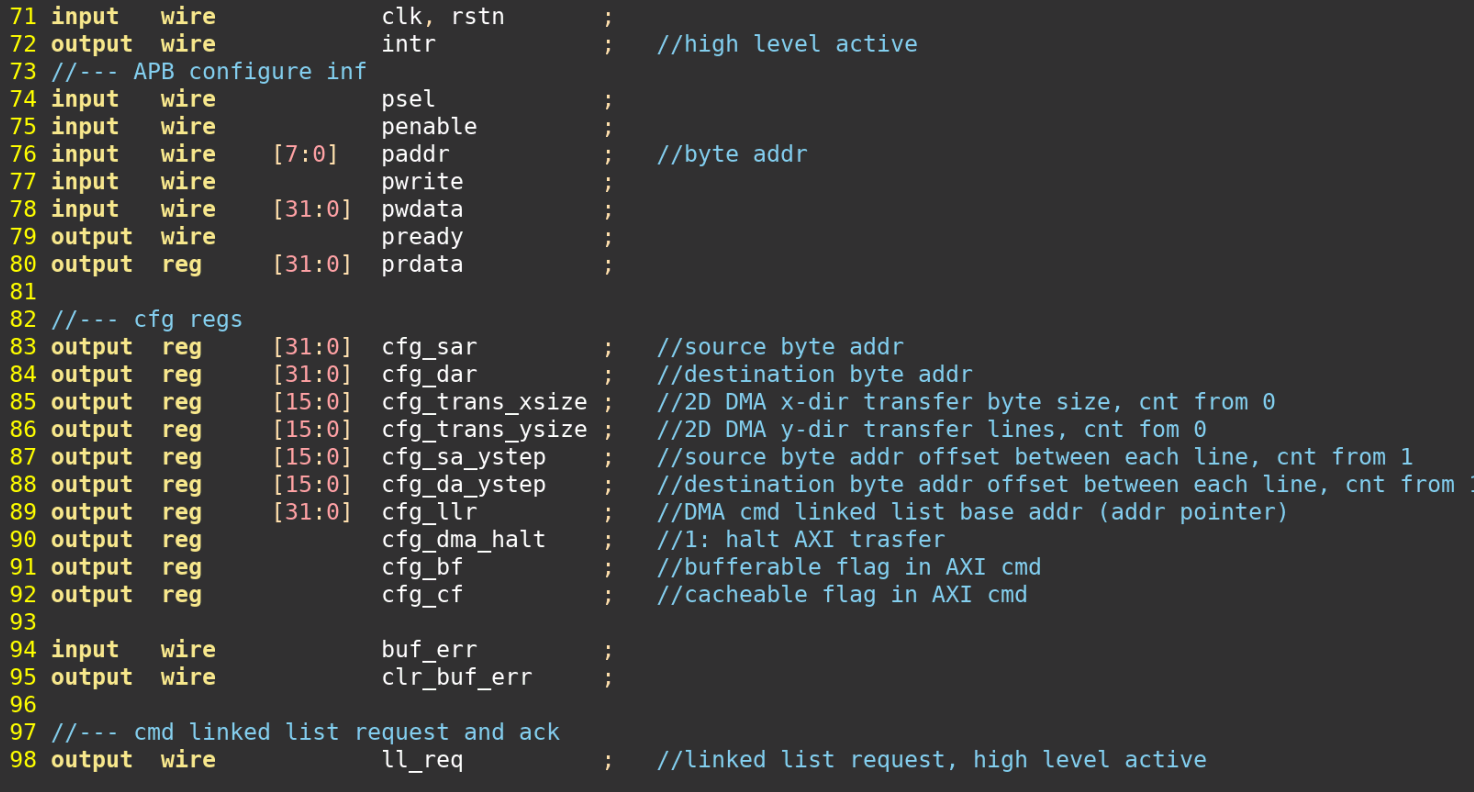 71 input   wire            clk, rstn       ;
72 output  wire            intr            ;   //high level active
73 //--- APB configure inf
74 input   wire            psel            ;
75 input   wire            penable         ;
76 input   wire    [7:0]   paddr           ;   //byte addr
77 input   wire            pwrite          ;
78 input   wire    [31:0]  pwdata          ;
79 output  wire            pready          ;
80 output  reg     [31:0]  prdata          ;
81
82 //--- cfg regs
83 output  reg     [31:0]  cfg_sar         ;   //source byte addr
84 output  reg     [31:0]  cfg_dar         ;   //destination byte addr
85 output  reg     [15:0]  cfg_trans_xsize ;   //2D DMA x-dir transfer byte size, cnt from 0
86 output  reg     [15:0]  cfg_trans_ysize ;   //2D DMA y-dir transfer lines, cnt fom 0
87 output  reg     [15:0]  cfg_sa_ystep    ;   //source byte addr offset between each line, cnt from 1
88 output  reg     [15:0]  cfg_da_ystep    ;   //destination byte addr offset between each line, cnt from 1
89 output  reg     [31:0]  cfg_llr         ;   //DMA cmd linked list base addr (addr pointer)
90 output  reg             cfg_dma_halt    ;   //1: halt AXI trasfer
91 output  reg             cfg_bf          ;   //bufferable flag in AXI cmd
92 output  reg             cfg_cf          ;   //cacheable flag in AXI cmd
93
94 input   wire            buf_err         ;
95 output  wire            clr_buf_err     ;
96
97 //--- cmd linked list request and ack
98 output  wire            ll_req          ;   //linked list request, high level active